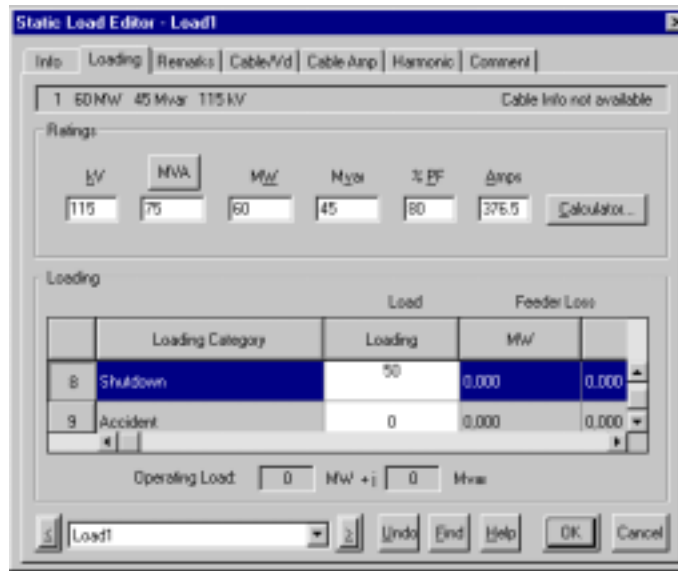 Static Load Editor - Load1
Info Loading Remarks Cable/Vd Cable Amp Harmonic Comment
1 60 MW 45 Mvar 115 kV Cable Info not available
Ratings
kV MVA MW Mvar % PF Amps
115 75 60 45 80 376.5 Calculator...
Loading
Load Feeder Loss
Loading Category Loading MW
8 Shutdown 50 0.000 0.000
9 Accident 0 0.000 0.000
Operating Load: 0 MW + j 0 Mvar
Load1 Undo Find Help OK Cancel